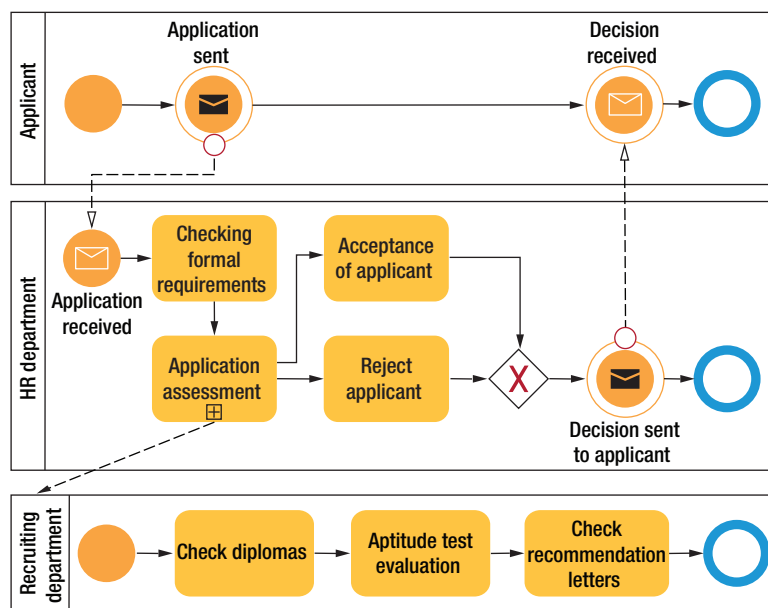 Applicant
Application
sent
Decision
received
HR department
Application
received
Checking
formal
requirements
Acceptance
of applicant
Application
assessment
Reject
applicant
X
Decision sent
to applicant
Recruiting
department
Check diplomas
Aptitude test
evaluation
Check
recommendation
letters